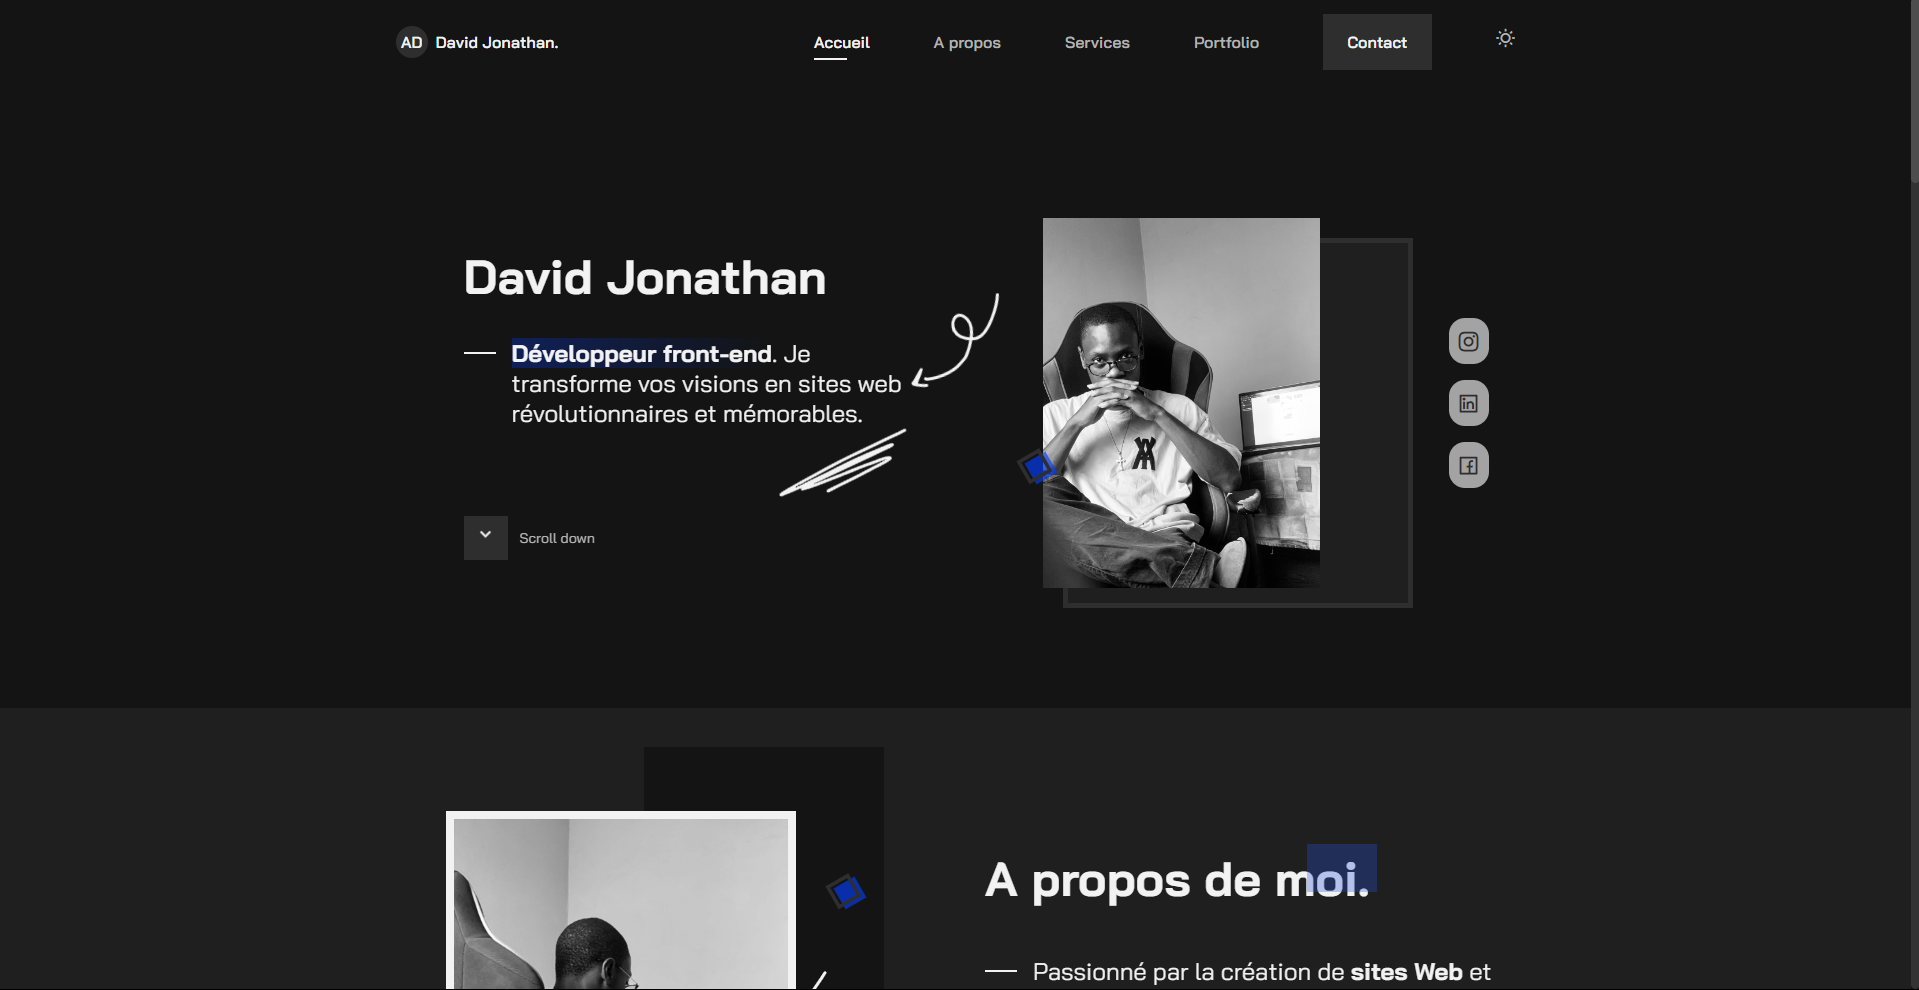 AD David Jonathan.
Accueil
A propos
Services
Portfolio
Contact
David Jonathan
Développeur front-end. Je
transforme vos visions en sites web
révolutionnaires et mémorables.
Scroll down
A propos de moi.
Passionné par la création de sites Web et